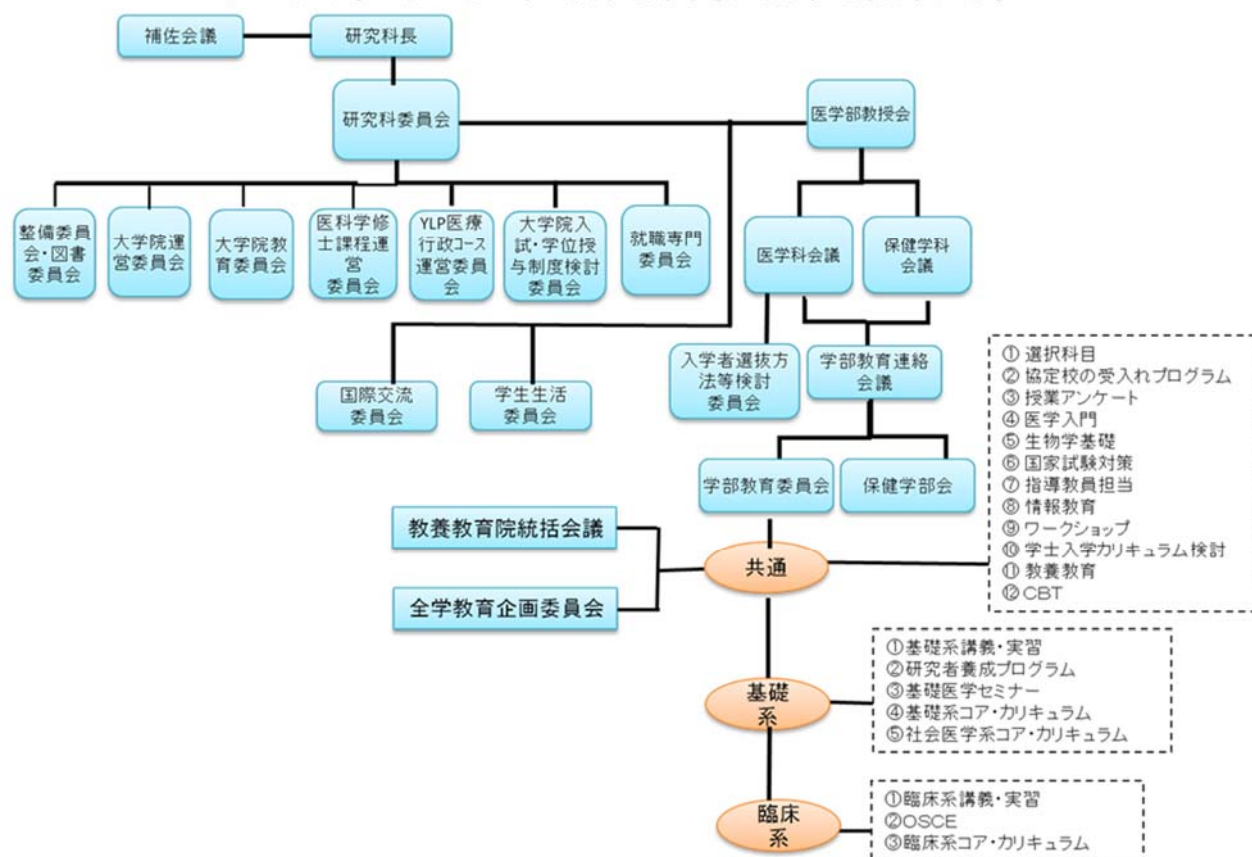 補佐会議
研究科長
研究科委員会
医学部教授会
整備委員
会・図書
委員会
大学院運
営委員会
大学院教
育委員会
医科学修
士課程運
営
委員会
YLP医療
行政コース
運営委員
会
大学院入
試・学位授
与制度検討
委員会
就職専門
委員会
医学科会議
保健学科
会議
国際交流
委員会
学生生活
委員会
入学者選抜方
法等検討
委員会
学部教育連絡
会議
学部教育委員会
保健学部会
教養教育院統括会議
全学教育企画委員会
共通
① 選択科目
② 協定校の受入れプログラム
③ 授業アンケート
④ 医学入門
⑤ 生物学基礎
⑥ 国家試験対策
⑦ 指導教員担当
⑧ 情報教育
⑨ ワークショップ
⑩ 学士入学カリキュラム検討
⑪ 教養教育
⑫ CBT
基礎
系
①基礎系講義・実習
②研究者養成プログラム
③基礎医学セミナー
④基礎系コア・カリキュラム
⑤社会医学系コア・カリキュラム
臨床
系
①臨床系講義・実習
②OSCE
③臨床系コア・カリキュラム